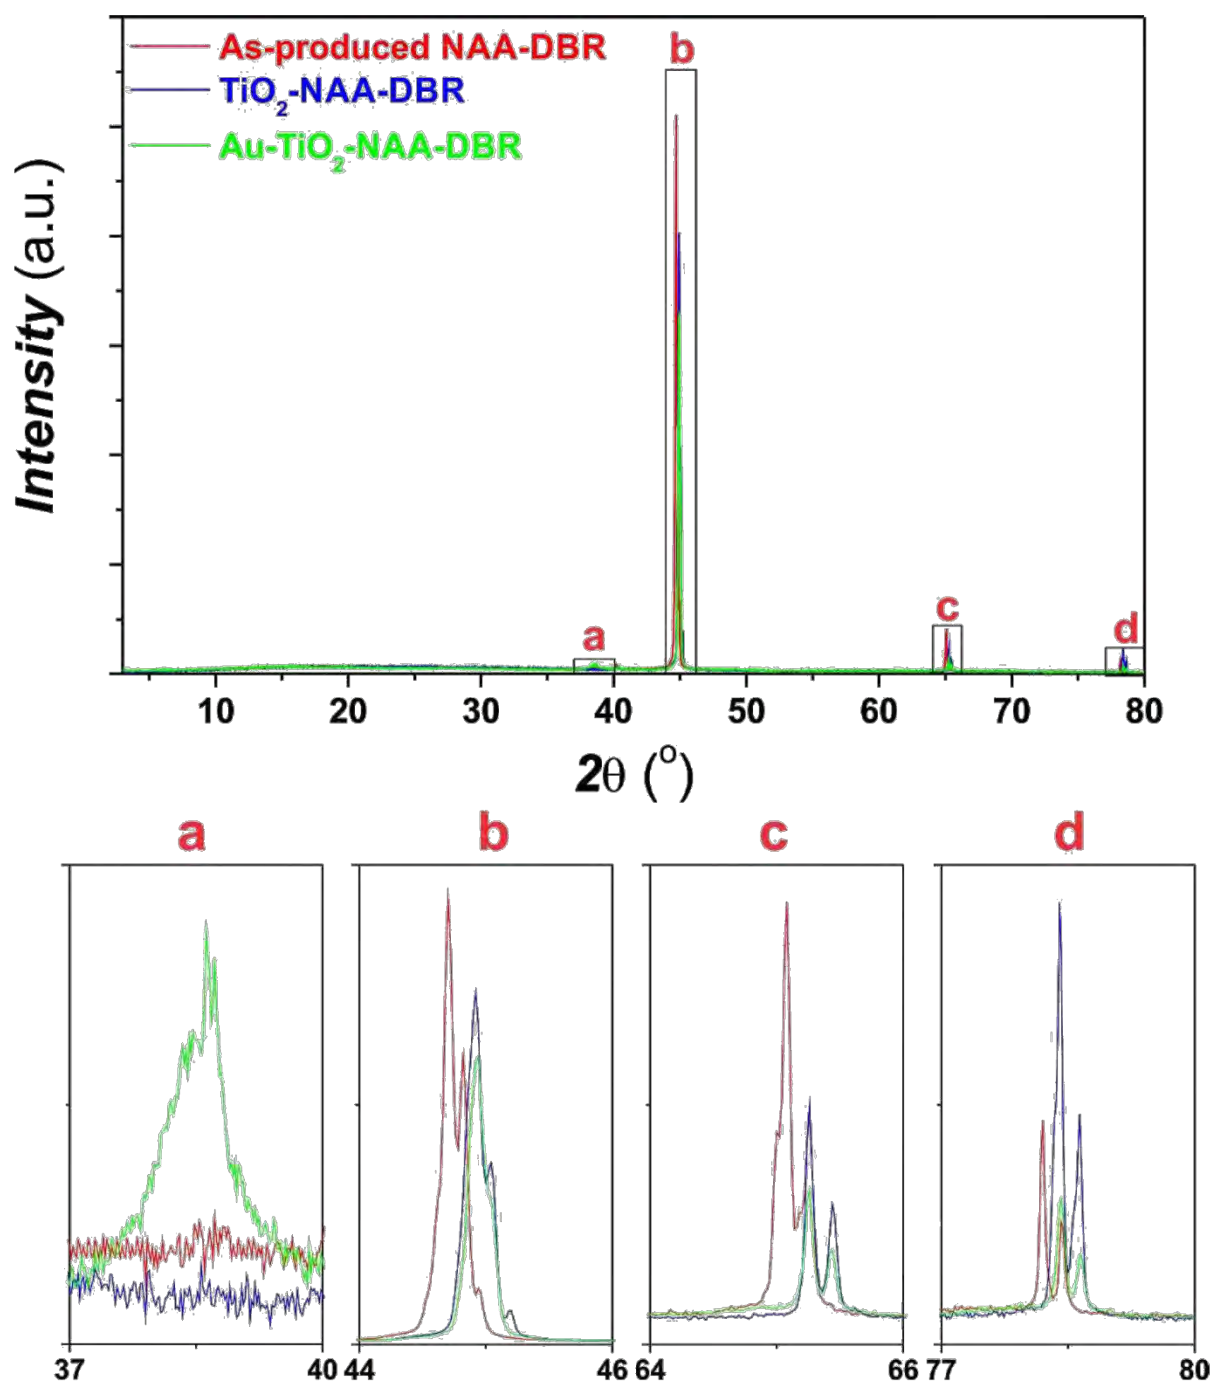 As-produced NAA-DBR
TiO₂-NAA-DBR
Au-TiO₂-NAA-DBR
b
Intensity (a.u.)
a
c
d
10 20 30 40 50 60 70 80
2θ (°)
a b c d
37 40 44 46 64 66 77 80